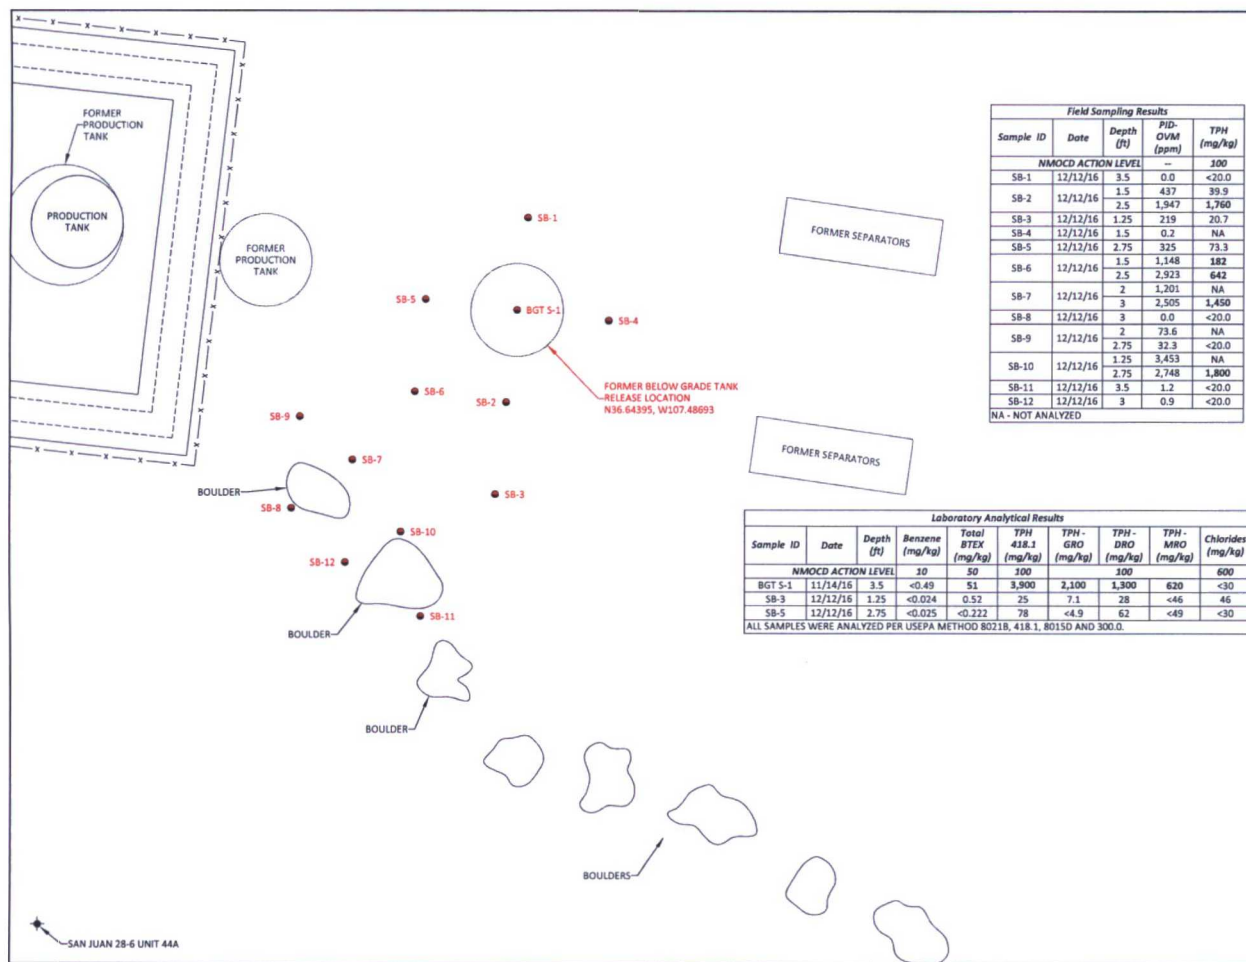 FORMER
PRODUCTION
TANK
PRODUCTION
TANK
FORMER
PRODUCTION
TANK
SB-1
FORMER SEPARATORS
SB-5
BGT S-1
SB-4
FORMER BELOW GRADE TANK
RELEASE LOCATION
N36.64395, W107.48693
SB-6
SB-2
SB-9
SB-7
FORMER SEPARATORS
BOULDER
SB-8
SB-3
SB-10
SB-12
BOULDER
SB-11
BOULDER
BOULDERS
SAN JUAN 28-6 UNIT 44A
Field Sampling Results
Sample ID Date Depth (ft) PID-OVM (ppm) TPH (mg/kg)
NMOCD ACTION LEVEL -- 100
SB-1 12/12/16 3.5 0.0 <20.0
SB-2 12/12/16 1.5 437 39.9
2.5 1,947 1,760
SB-3 12/12/16 1.25 219 20.7
SB-4 12/12/16 1.5 0.2 NA
SB-5 12/12/16 2.75 325 73.3
SB-6 12/12/16 1.5 1,148 182
2.5 2,923 642
SB-7 12/12/16 2 1,201 NA
3 2,505 1,450
SB-8 12/12/16 3 0.0 <20.0
SB-9 12/12/16 2 73.6 NA
2.75 32.3 <20.0
SB-10 12/12/16 1.25 3,453 NA
2.75 2,748 1,800
SB-11 12/12/16 3.5 1.2 <20.0
SB-12 12/12/16 3 0.9 <20.0
NA - NOT ANALYZED
Laboratory Analytical Results
Sample ID Date Depth (ft) Benzene (mg/kg) Total BTEX (mg/kg) TPH 418.1 (mg/kg) TPH - GRO (mg/kg) TPH - DRO (mg/kg) TPH - MRO (mg/kg) Chlorides (mg/kg)
NMOCD ACTION LEVEL 10 50 100 100 600
BGT S-1 11/14/16 3.5 <0.49 51 3,900 2,100 1,300 620 <30
SB-3 12/12/16 1.25 <0.024 0.52 25 7.1 28 <46 46
SB-5 12/12/16 2.75 <0.025 <0.222 78 <4.9 62 <49 <30
ALL SAMPLES WERE ANALYZED PER USEPA METHOD 8021B, 418.1, 8015D AND 300.0.